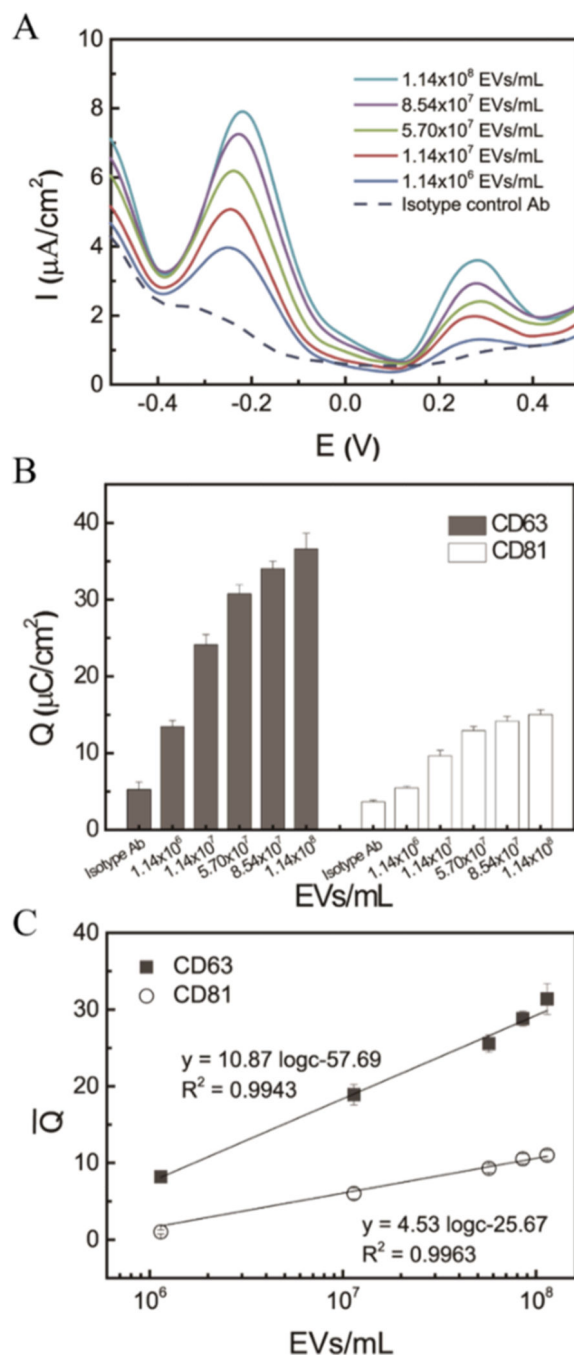 A
10
8
6
4
2
0
I (µA/cm²)
1.14x10⁸ EVs/mL
8.54x10⁷ EVs/mL
5.70x10⁷ EVs/mL
1.14x10⁷ EVs/mL
1.14x10⁶ EVs/mL
Isotype control Ab
-0.4 -0.2 0.0 0.2 0.4
E (V)
B
40
30
20
10
0
Q (µC/cm²)
CD63
CD81
Isotype Ab 1.14x10⁶ 1.14x10⁷ 5.70x10⁷ 8.54x10⁷ 1.14x10⁸ Isotype Ab 1.14x10⁶ 1.14x10⁷ 5.70x10⁷ 8.54x10⁷ 1.14x10⁸
EVs/mL
C
40
30
20
10
0
Q̅
CD63
CD81
y = 10.87 logc-57.69
R² = 0.9943
y = 4.53 logc-25.67
R² = 0.9963
10⁶ 10⁷ 10⁸
EVs/mL